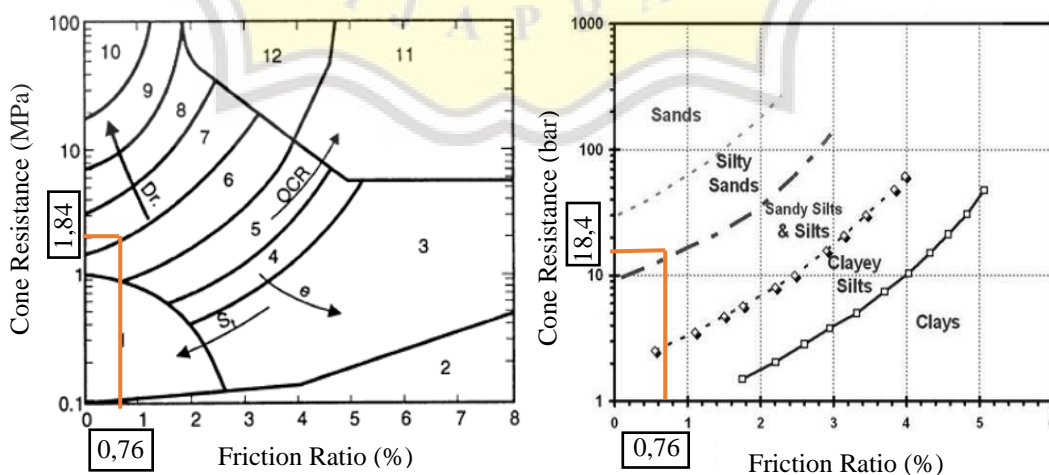 A P R A
100
10
1
0.1
Cone Resistance (MPa)
1,84
10
9
8
7
6
5
4
3
2
1
12
11
Dr.
OCR
e
St
0 1 2 3 4 5 6 7 8
0,76
Friction Ratio (%)
1000
100
10
1
Cone Resistance (bar)
18,4
Sands
Silty
Sands
Sandy Silts
& Silts
Clayey
Silts
Clays
0 1 2 3 4 5
0,76
Friction Ratio (%)